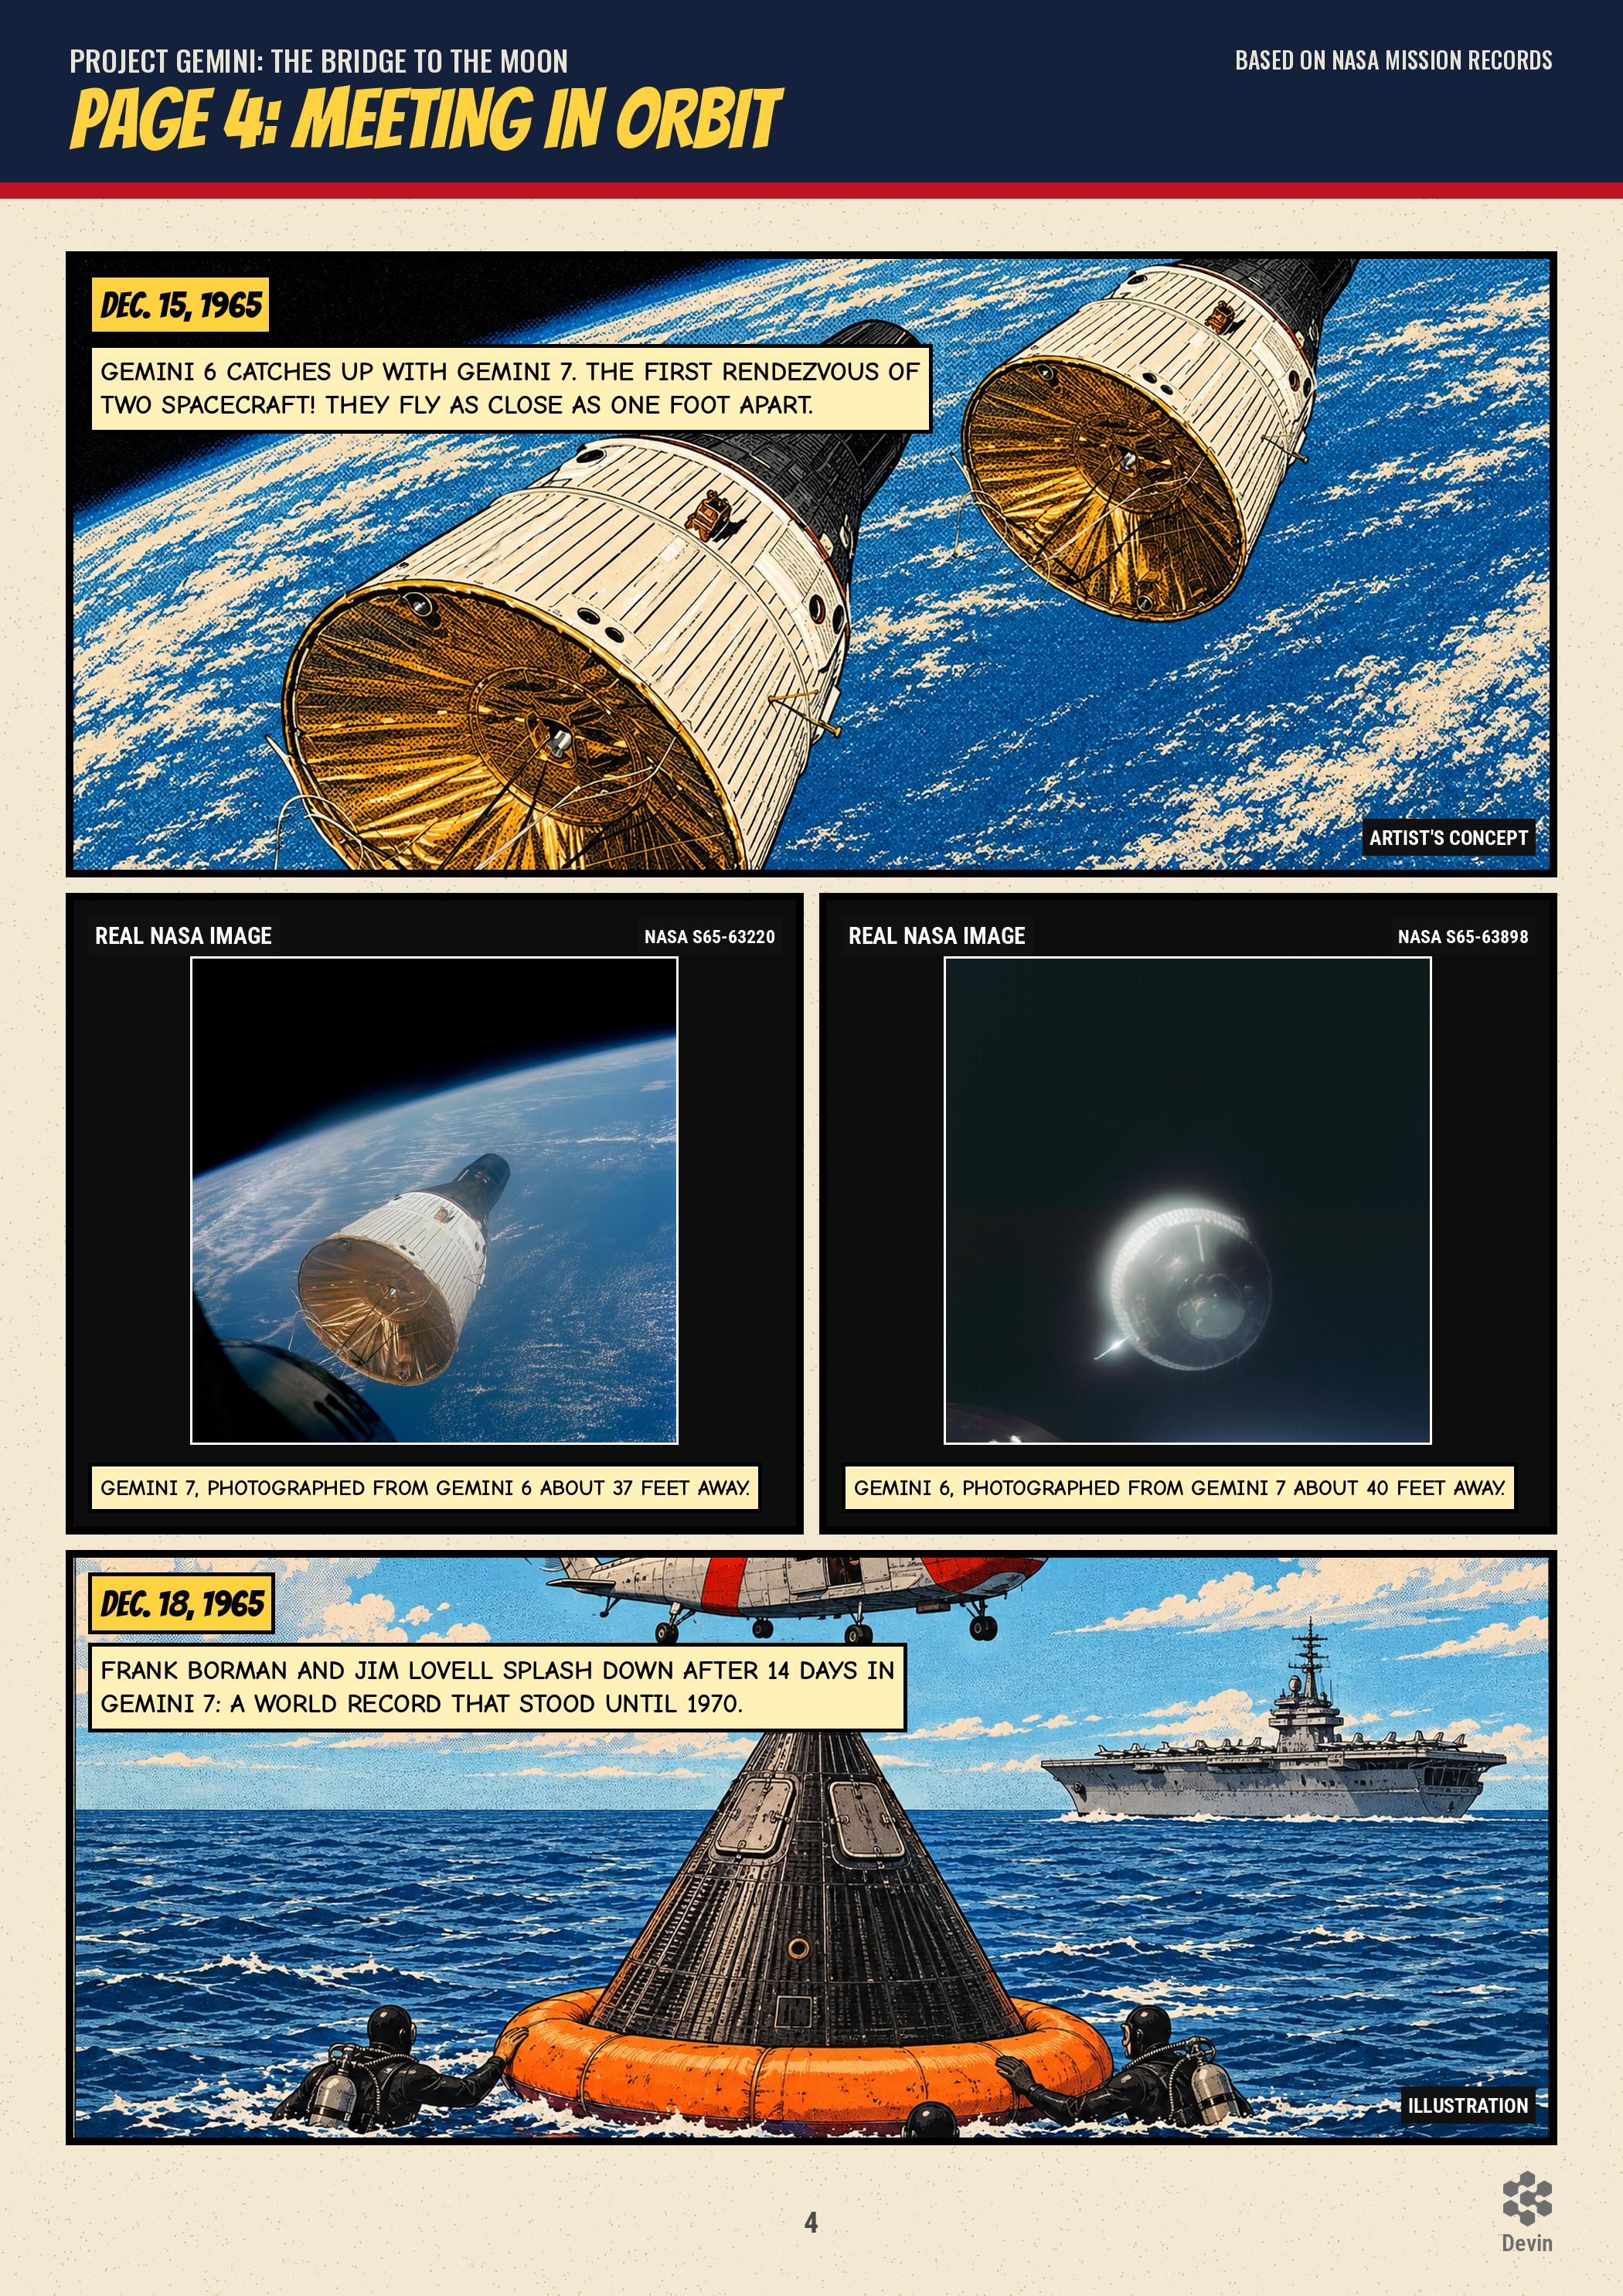 PROJECT GEMINI: THE BRIDGE TO THE MOON
BASED ON NASA MISSION RECORDS
PAGE 4: MEETING IN ORBIT
DEC. 15, 1965
GEMINI 6 CATCHES UP WITH GEMINI 7. THE FIRST RENDEZVOUS OF
TWO SPACECRAFT! THEY FLY AS CLOSE AS ONE FOOT APART.
ARTIST'S CONCEPT
REAL NASA IMAGE
NASA S65-63220
GEMINI 7, PHOTOGRAPHED FROM GEMINI 6 ABOUT 37 FEET AWAY.
REAL NASA IMAGE
NASA S65-63898
GEMINI 6, PHOTOGRAPHED FROM GEMINI 7 ABOUT 40 FEET AWAY.
DEC. 18, 1965
FRANK BORMAN AND JIM LOVELL SPLASH DOWN AFTER 14 DAYS IN
GEMINI 7: A WORLD RECORD THAT STOOD UNTIL 1970.
ILLUSTRATION
4
Devin